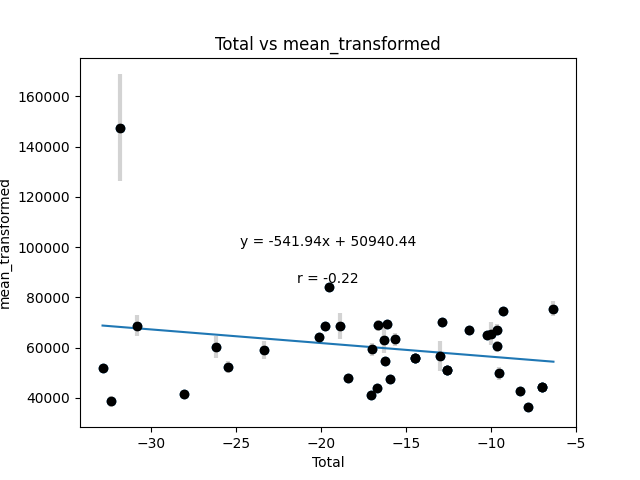 Total vs mean_transformed
160000
140000
120000
100000
80000
60000
40000
mean_transformed
y = -541.94x + 50940.44
r = -0.22
−30
−25
−20
−15
−10
−5
Total